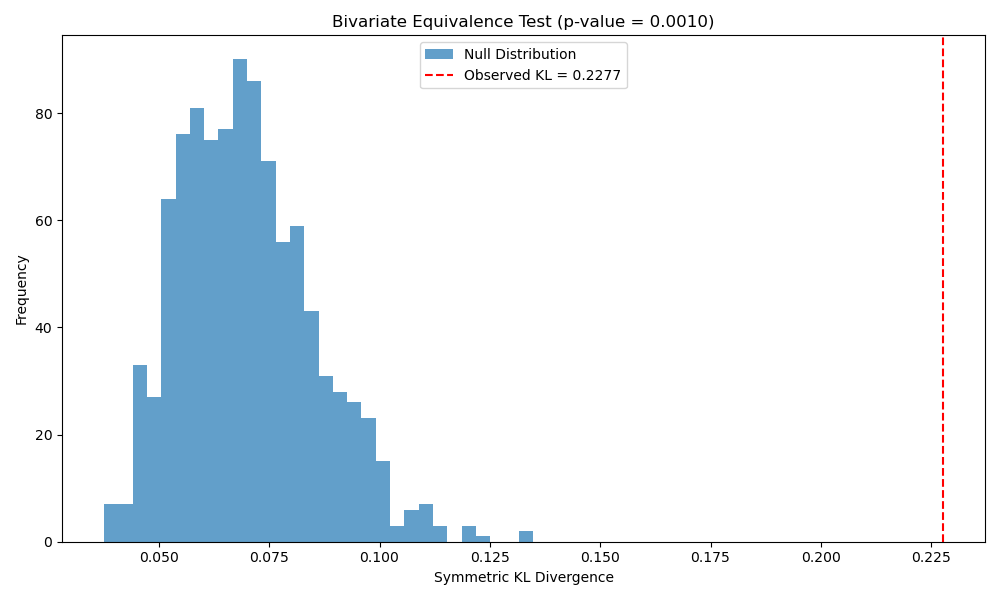 Bivariate Equivalence Test (p-value = 0.0010)
Null Distribution
Observed KL = 0.2277
Frequency
80
60
40
20
0
0.050 0.075 0.100 0.125 0.150 0.175 0.200 0.225
Symmetric KL Divergence